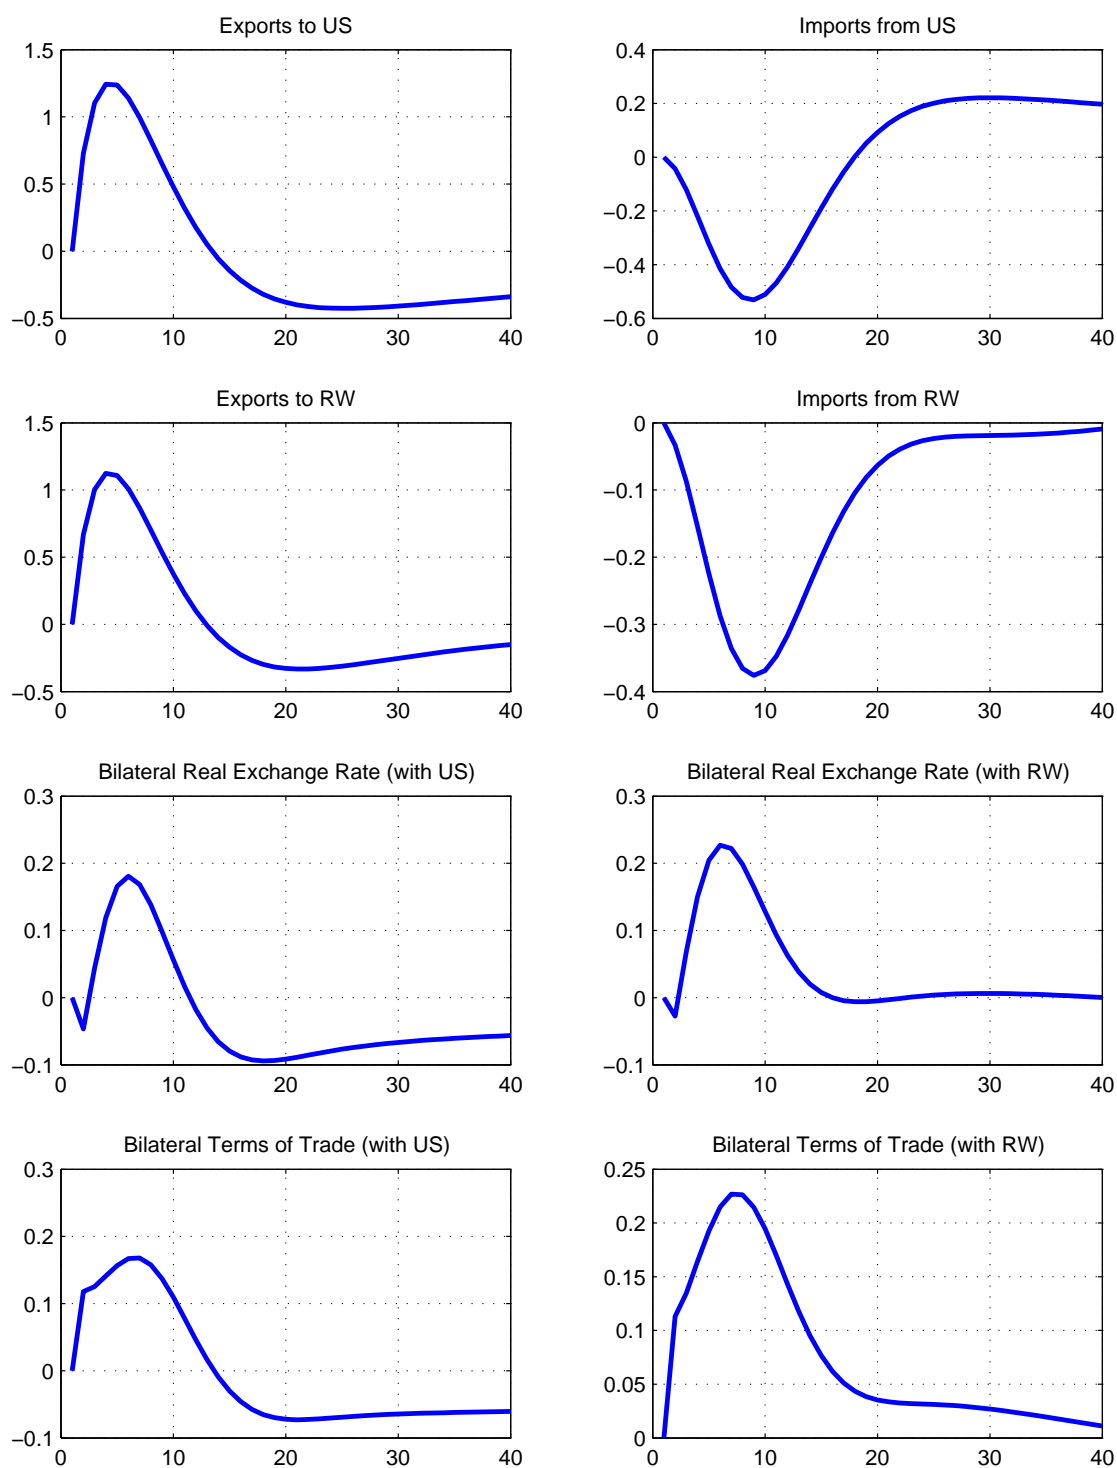 Exports to US
1.5
1
0.5
0
−0.5
0 10 20 30 40
Imports from US
0.4
0.2
0
−0.2
−0.4
−0.6
0 10 20 30 40
Exports to RW
1.5
1
0.5
0
−0.5
0 10 20 30 40
Imports from RW
0
−0.1
−0.2
−0.3
−0.4
0 10 20 30 40
Bilateral Real Exchange Rate (with US)
0.3
0.2
0.1
0
−0.1
0 10 20 30 40
Bilateral Real Exchange Rate (with RW)
0.3
0.2
0.1
0
−0.1
0 10 20 30 40
Bilateral Terms of Trade (with US)
0.3
0.2
0.1
0
−0.1
0 10 20 30 40
Bilateral Terms of Trade (with RW)
0.25
0.2
0.15
0.1
0.05
0
0 10 20 30 40